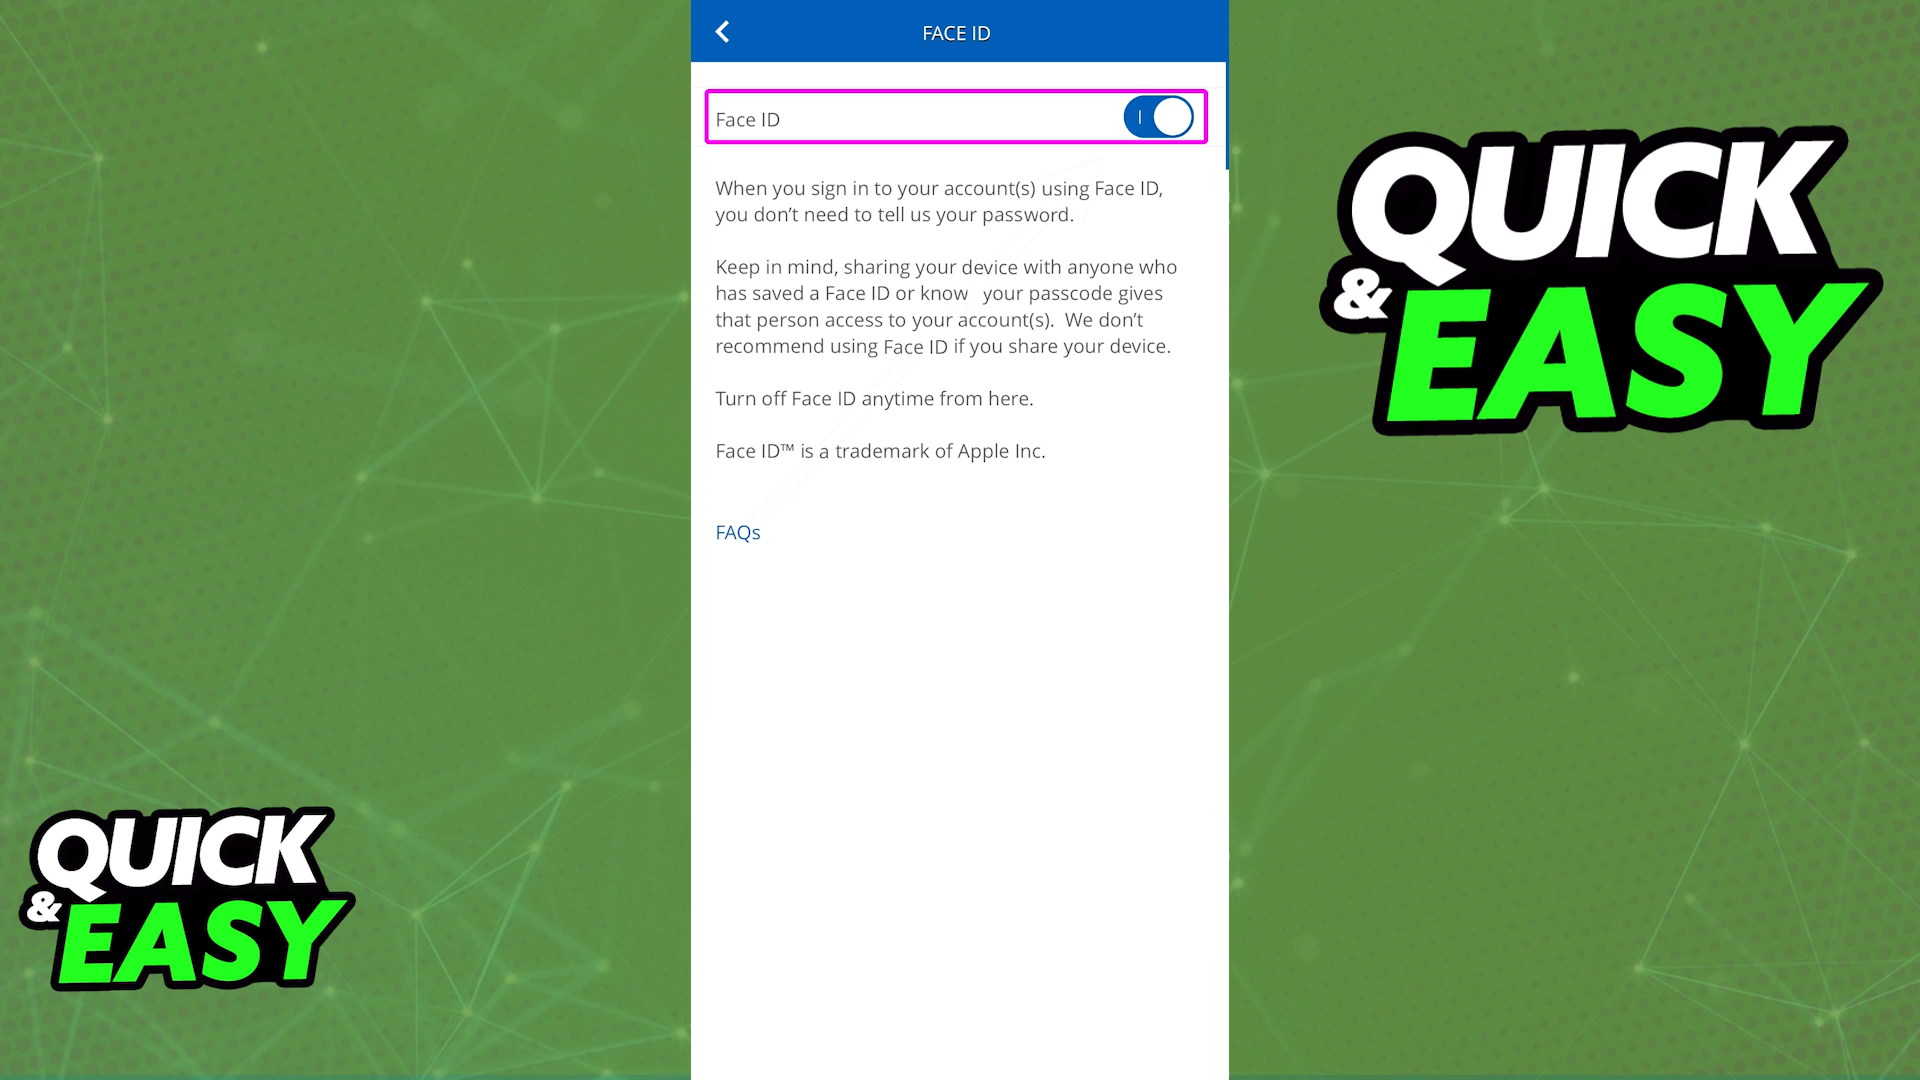 FACE ID
Face ID
When you sign in to your account(s) using Face ID,
you don't need to tell us your password.
Keep in mind, sharing your device with anyone who
has saved a Face ID or know your passcode gives
that person access to your account(s). We don't
recommend using Face ID if you share your device.
Turn off Face ID anytime from here.
Face ID™ is a trademark of Apple Inc.
FAQs
QUICK
& EASY
QUICK
& EASY